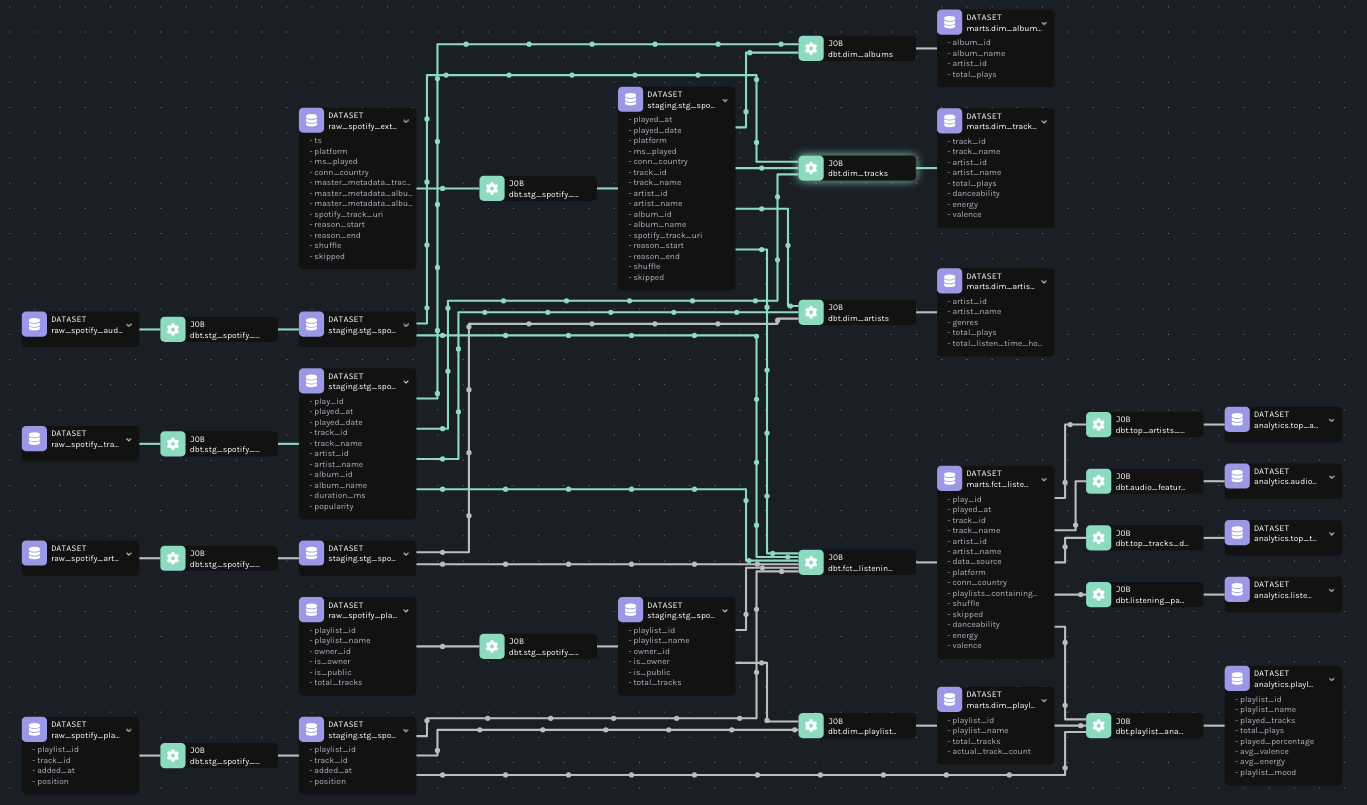 DATASET
marts.dim_album...
- album_id
- album_name
- artist_id
- total_plays
JOB
dbt.dim_albums
DATASET
staging.stg_spo...
- played_at
- played_date
- platform
- ms_played
- conn_country
- track_id
- track_name
- artist_id
- artist_name
- album_id
- album_name
- spotify_track_uri
- reason_start
- reason_end
- shuffle
- skipped
DATASET
raw_spotify_ext...
- ts
- platform
- ms_played
- conn_country
- master_metadata_trac...
- master_metadata_albu...
- master_metadata_albu...
- spotify_track_uri
- reason_start
- reason_end
- shuffle
- skipped
JOB
dbt.stg_spotify_...
JOB
dbt.dim_tracks
DATASET
marts.dim_track...
- track_id
- track_name
- artist_id
- artist_name
- total_plays
- danceability
- energy
- valence
DATASET
marts.dim_artis...
- artist_id
- artist_name
- genres
- total_plays
- total_listen_time_ho...
JOB
dbt.dim_artists
DATASET
raw_spotify_aud...
JOB
dbt.stg_spotify_...
DATASET
staging.stg_spo...
DATASET
staging.stg_spo...
- play_id
- played_at
- played_date
- track_id
- track_name
- artist_id
- artist_name
- album_id
- album_name
- duration_ms
- popularity
DATASET
raw_spotify_tra...
JOB
dbt.stg_spotify_...
DATASET
raw_spotify_art...
JOB
dbt.stg_spotify_...
DATASET
staging.stg_spo...
JOB
dbt.fct_listenin...
DATASET
marts.fct_liste...
- play_id
- played_at
- track_id
- track_name
- artist_id
- artist_name
- data_source
- platform
- conn_country
- playlists_containing...
- shuffle
- skipped
- danceability
- energy
- valence
JOB
dbt.top_artists_...
DATASET
analytics.top_a...
JOB
dbt.audio_featur...
DATASET
analytics.audio...
JOB
dbt.top_tracks_d...
DATASET
analytics.top_t...
JOB
dbt.listening_pa...
DATASET
analytics.liste...
DATASET
raw_spotify_pla...
- playlist_id
- playlist_name
- owner_id
- is_owner
- is_public
- total_tracks
JOB
dbt.stg_spotify_...
DATASET
staging.stg_spo...
- playlist_id
- playlist_name
- owner_id
- is_owner
- is_public
- total_tracks
DATASET
raw_spotify_pla...
- playlist_id
- track_id
- added_at
- position
JOB
dbt.stg_spotify_...
DATASET
staging.stg_spo...
- playlist_id
- track_id
- added_at
- position
JOB
dbt.dim_playlist...
DATASET
marts.dim_playl...
- playlist_id
- playlist_name
- total_tracks
- actual_track_count
JOB
dbt.playlist_ana...
DATASET
analytics.playl...
- playlist_id
- playlist_name
- played_tracks
- total_plays
- played_percentage
- avg_valence
- avg_energy
- playlist_mood